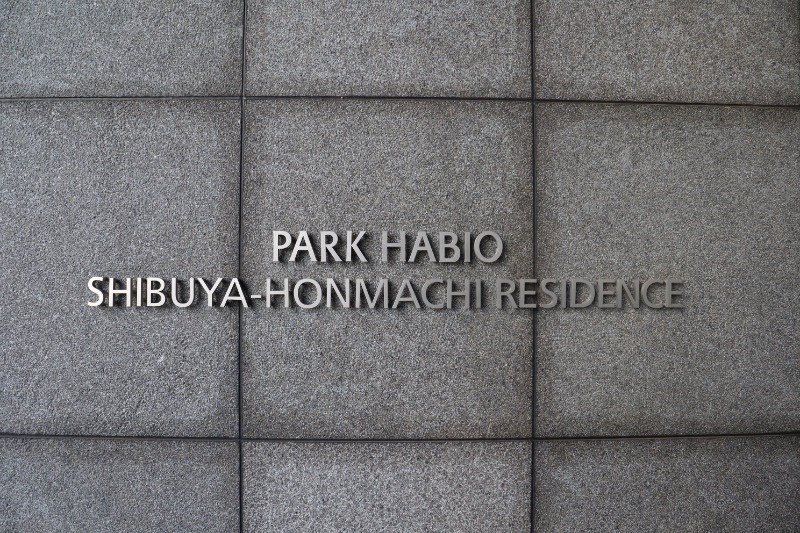 PARK HABIO
SHIBUYA-HONMACHI RESIDENCE